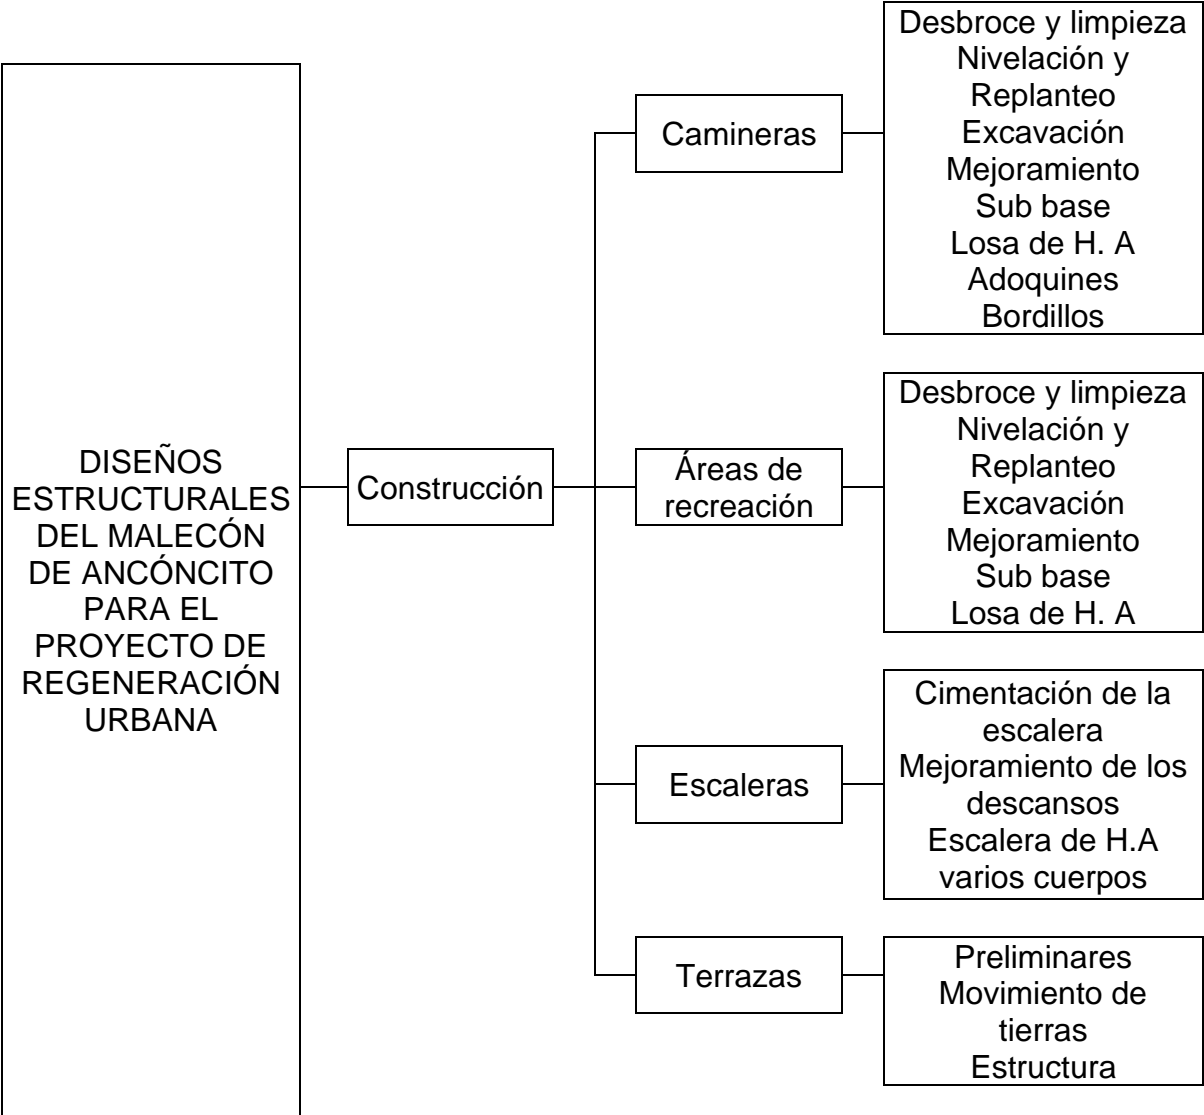 DISEÑOS
ESTRUCTURALES
DEL MALECÓN
DE ANCÓNCITO
PARA EL
PROYECTO DE
REGENERACIÓN
URBANA
Construcción
Camineras
Desbroce y limpieza
Nivelación y
Replanteo
Excavación
Mejoramiento
Sub base
Losa de H. A
Adoquines
Bordillos
Áreas de
recreación
Desbroce y limpieza
Nivelación y
Replanteo
Excavación
Mejoramiento
Sub base
Losa de H. A
Escaleras
Cimentación de la
escalera
Mejoramiento de los
descansos
Escalera de H.A
varios cuerpos
Terrazas
Preliminares
Movimiento de
tierras
Estructura